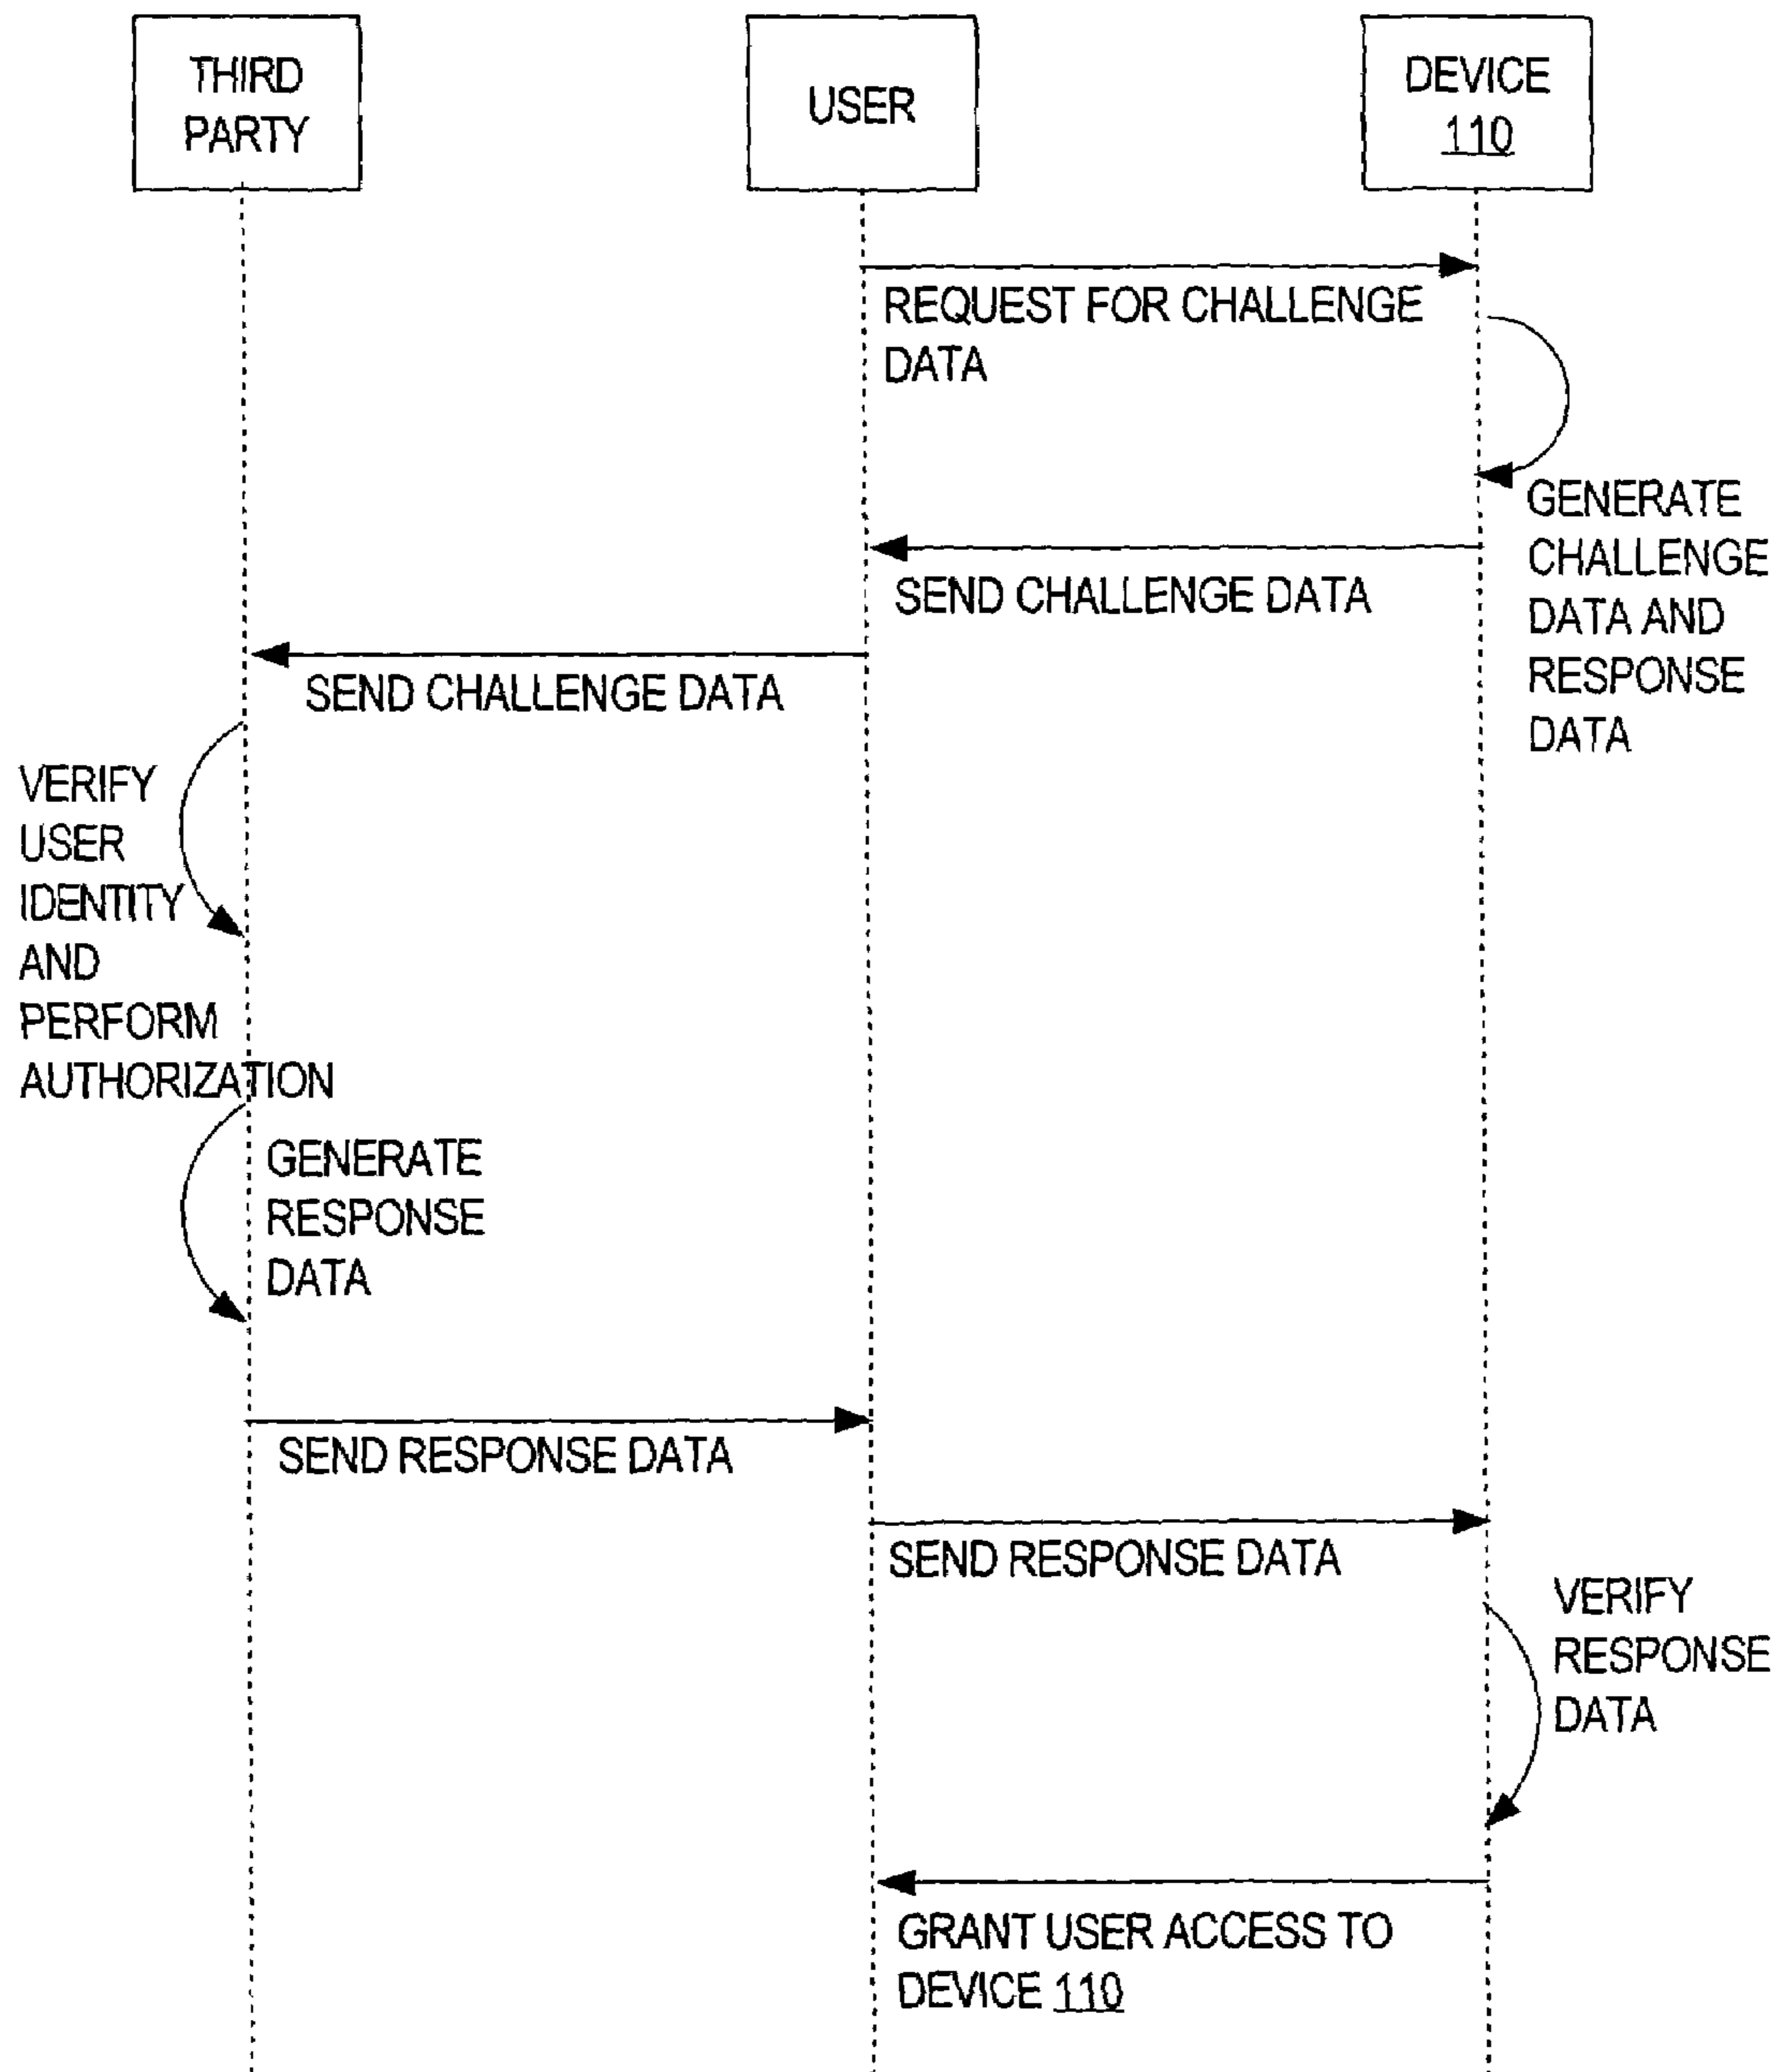 THIRD
PARTY
USER
DEVICE
110
REQUEST FOR CHALLENGE
DATA
GENERATE
CHALLENGE
DATA AND
RESPONSE
DATA
SEND CHALLENGE DATA
SEND CHALLENGE DATA
VERIFY
USER
IDENTITY
AND
PERFORM
AUTHORIZATION
GENERATE
RESPONSE
DATA
SEND RESPONSE DATA
SEND RESPONSE DATA
VERIFY
RESPONSE
DATA
GRANT USER ACCESS TO
DEVICE 110